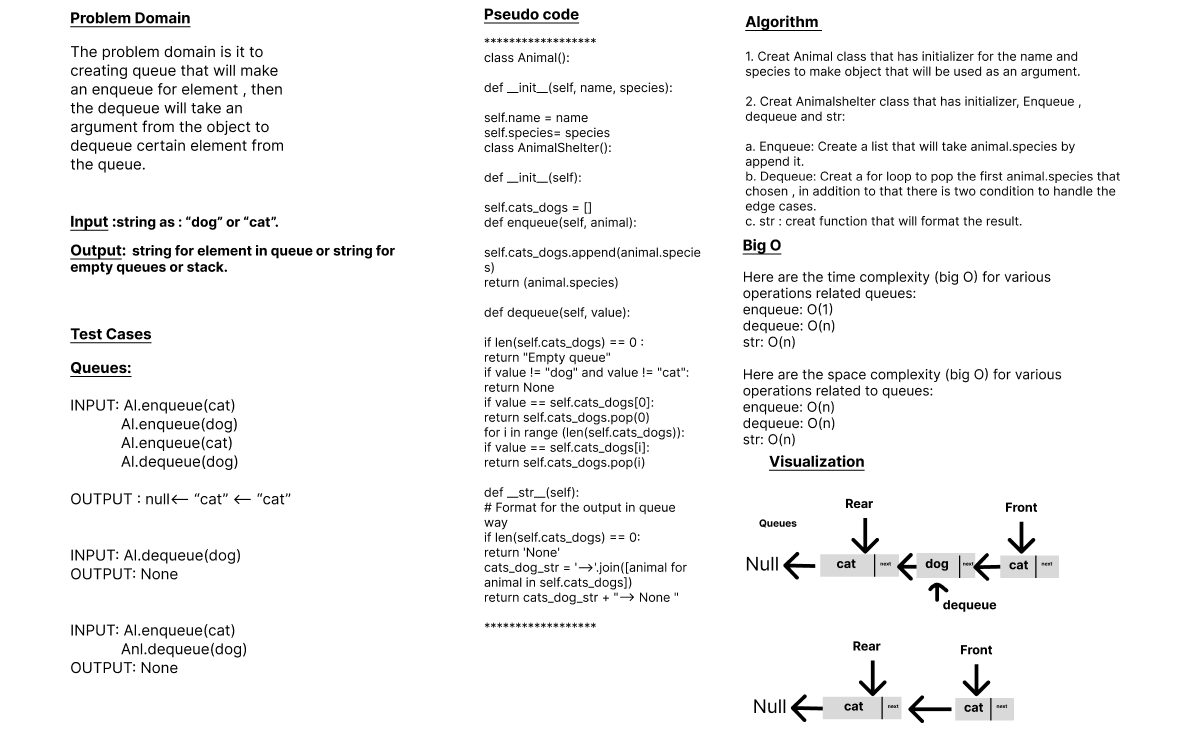 Problem Domain
The problem domain is it to
creating queue that will make
an enqueue for element , then
the dequeue will take an
argument from the object to
dequeue certain element from
the queue.
Input :string as : “dog” or “cat”.
Output: string for element in queue or string for
empty queues or stack.
Test Cases
Queues:
INPUT: Al.enqueue(cat)
Al.enqueue(dog)
Al.enqueue(cat)
Al.dequeue(dog)
OUTPUT : null<— “cat” <— “cat”
INPUT: Al.dequeue(dog)
OUTPUT: None
INPUT: Al.enqueue(cat)
Anl.dequeue(dog)
OUTPUT: None
Pseudo code
******************
class Animal():
def __init__(self, name, species):
self.name = name
self.species= species
class AnimalShelter():
def __init__(self):
self.cats_dogs = []
def enqueue(self, animal):
self.cats_dogs.append(animal.specie
s)
return (animal.species)
def dequeue(self, value):
if len(self.cats_dogs) == 0 :
return "Empty queue"
if value != "dog" and value != "cat":
return None
if value == self.cats_dogs[0]:
return self.cats_dogs.pop(0)
for i in range (len(self.cats_dogs)):
if value == self.cats_dogs[i]:
return self.cats_dogs.pop(i)
def __str__(self):
# Format for the output in queue
way
if len(self.cats_dogs) == 0:
return 'None'
cats_dog_str = '-->'.join([animal for
animal in self.cats_dogs])
return cats_dog_str + "--> None "
******************
Algorithm
1. Creat Animal class that has initializer for the name and
species to make object that will be used as an argument.
2. Creat Animalshelter class that has initializer, Enqueue ,
dequeue and str:
a. Enqueue: Create a list that will take animal.species by
append it.
b. Dequeue: Creat a for loop to pop the first animal.species that
chosen , in addition to that there is two condition to handle the
edge cases.
c. str : creat function that will format the result.
Big O
Here are the time complexity (big O) for various
operations related queues:
enqueue: O(1)
dequeue: O(n)
str: O(n)
Here are the space complexity (big O) for various
operations related to queues:
enqueue: O(n)
dequeue: O(n)
str: O(n)
Visualization
Rear Front
Queues
Null cat next dog next cat next
dequeue
Rear Front
Null cat next cat next